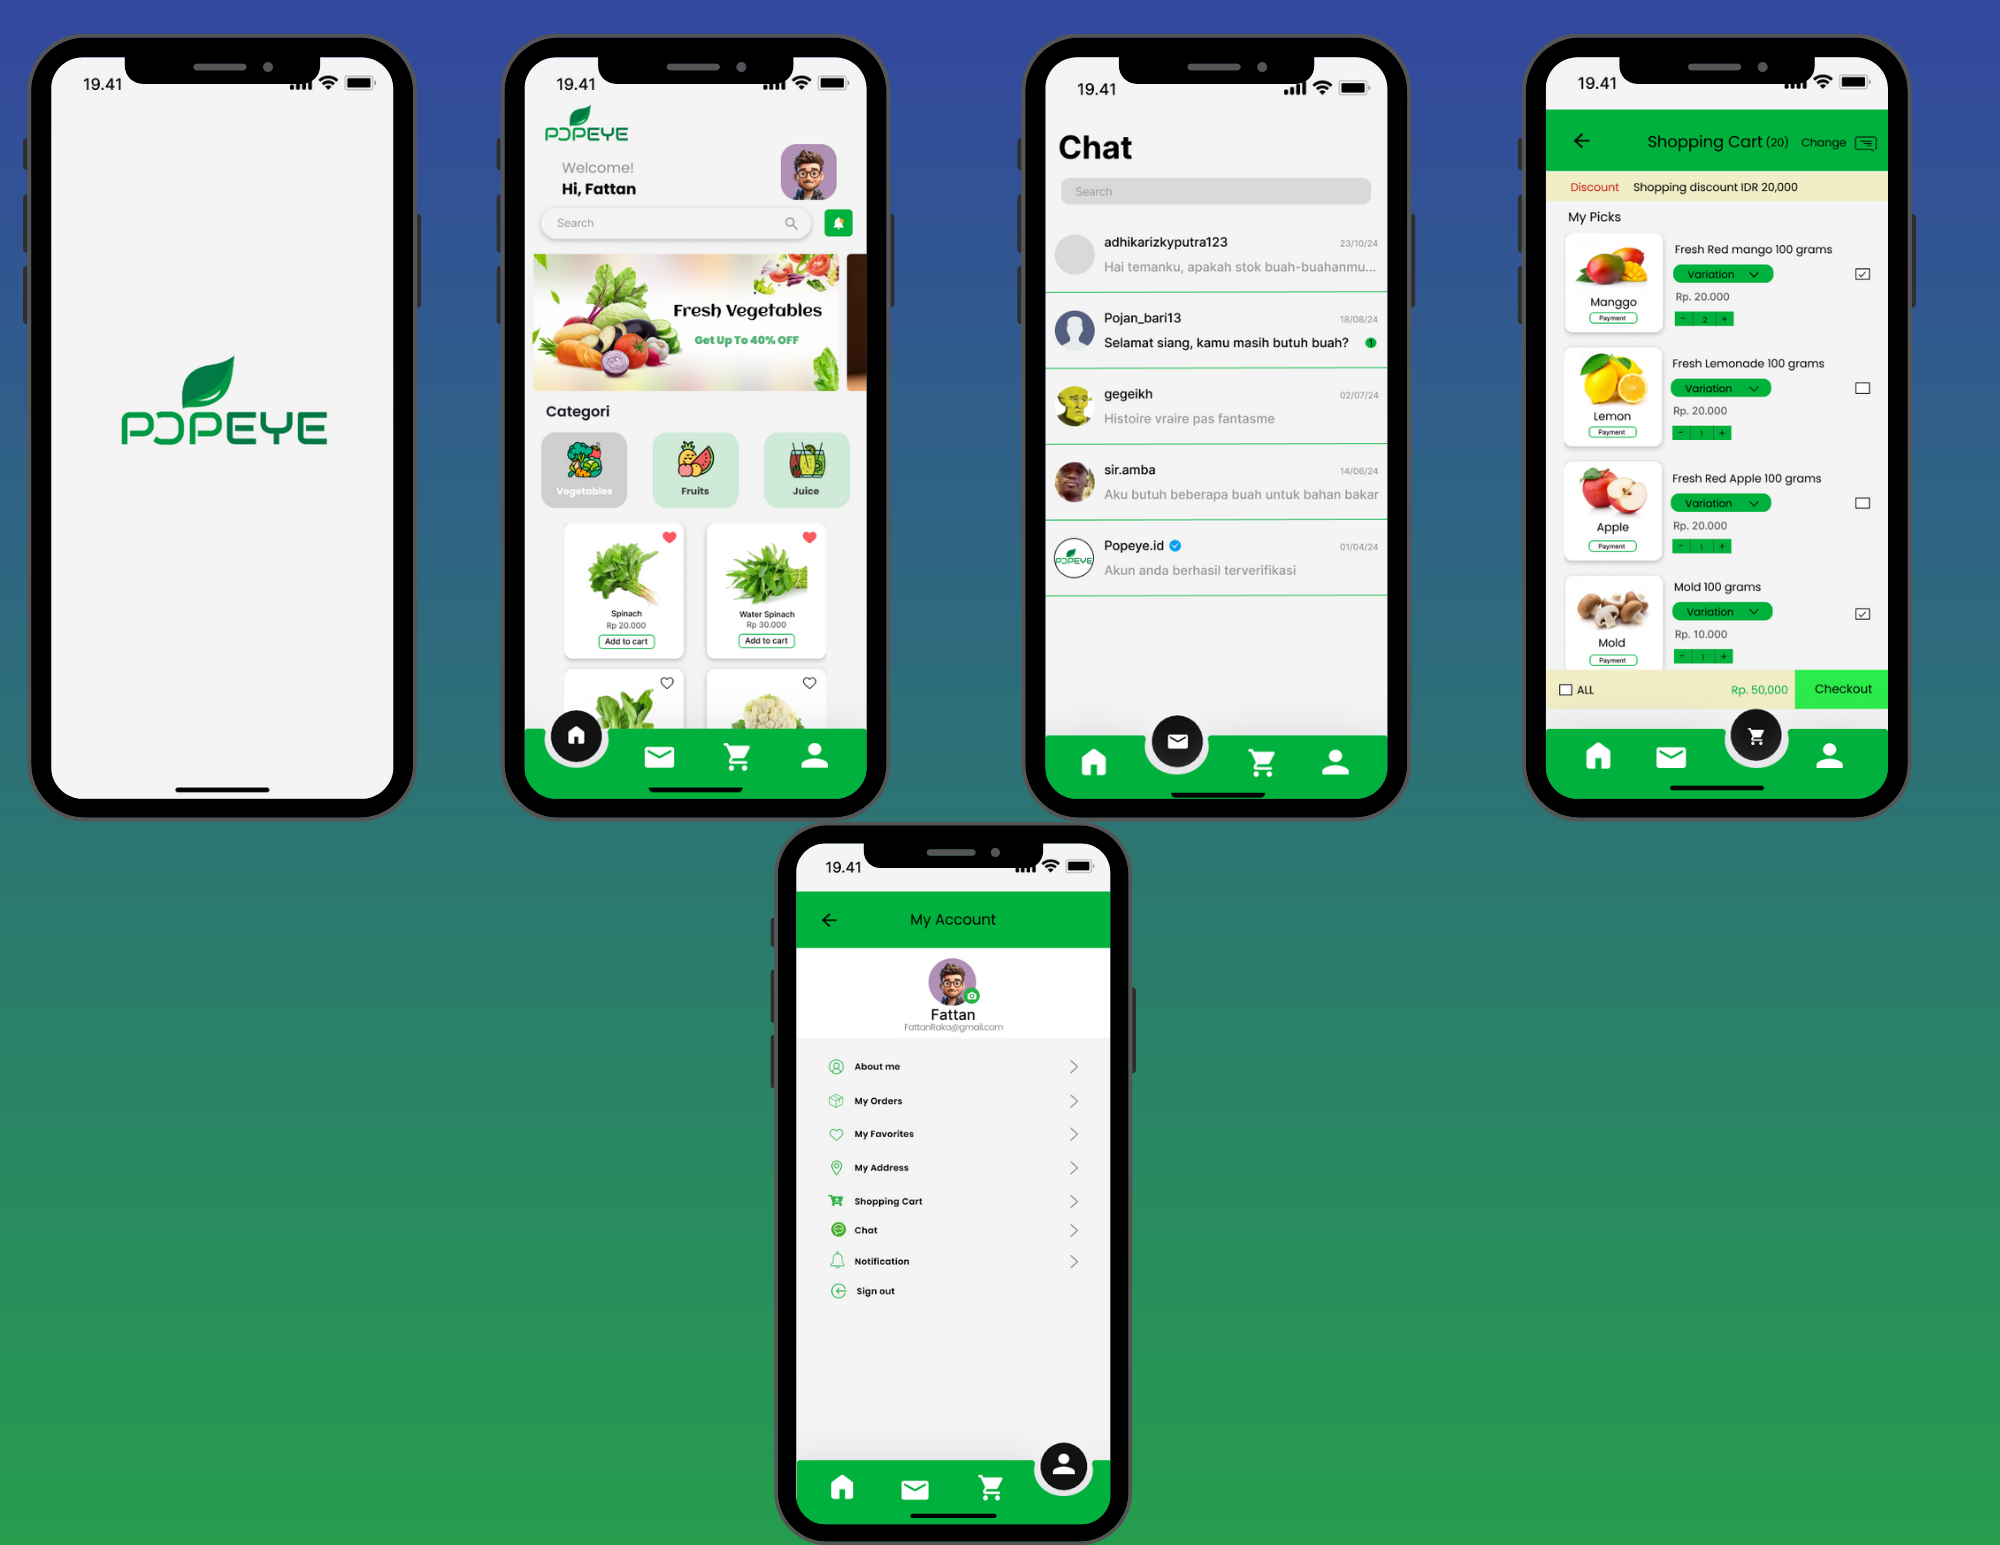 19.41
POPEYE
19.41
POPEYE
Welcome!
Hi, Fattan
Search
Fresh Vegetables
Get Up To 40% OFF
Categori
Vegetables
Fruits
Juice
Spinach
Rp 20.000
Add to cart
Water Spinach
Rp 30.000
Add to cart
19.41
Chat
Search
adhikarizkyputra123
23/10/24
Hai temanku, apakah stok buah-buahanmu...
Pojan_bari13
18/08/24
Selamat siang, kamu masih butuh buah?
1
gegeikh
02/07/24
Histoire vraire pas fantasme
sir.amba
14/06/24
Aku butuh beberapa buah untuk bahan bakar
POPEYE
Popeye.id
01/04/24
Akun anda berhasil terverifikasi
19.41
Shopping Cart (20)
Change
Discount
Shopping discount IDR 20,000
My Picks
Manggo
Payment
Fresh Red mango 100 grams
Variation
Rp. 20.000
- 2 +
Lemon
Payment
Fresh Lemonade 100 grams
Variation
Rp. 20.000
- 1 +
Apple
Payment
Fresh Red Apple 100 grams
Variation
Rp. 20.000
- 1 +
Mold
Payment
Mold 100 grams
Variation
Rp. 10.000
- 1 +
ALL
Rp. 50,000
Checkout
19.41
My Account
Fattan
FattanRaka@gmail.com
About me
My Orders
My Favorites
My Address
Shopping Cart
Chat
Notification
Sign out